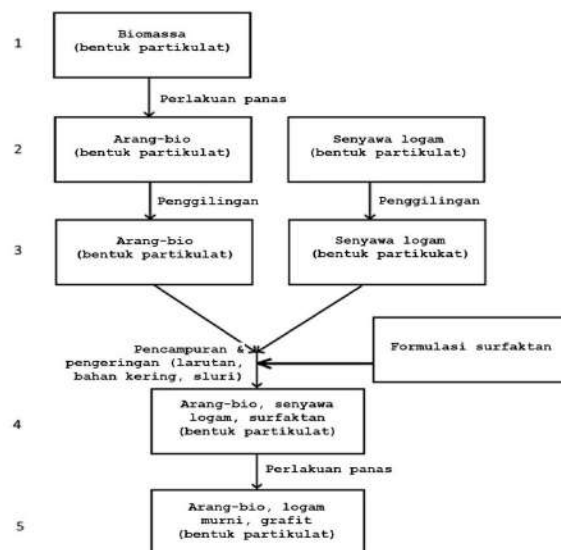 1
Biomassa
(bentuk partikulat)
Perlakuan panas
2
Arang-bio
(bentuk partikulat)
Senyawa logam
(bentuk partikulat)
Penggilingan
Penggilingan
3
Arang-bio
(bentuk partikulat)
Senyawa logam
(bentuk partikukat)
Pencampuran &
pengeringan (larutan,
bahan kering, sluri)
Formulasi surfaktan
4
Arang-bio, senyawa
logam, surfaktan
(bentuk partikulat)
Perlakuan panas
5
Arang-bio, logam
murni, grafit
(bentuk partikulat)